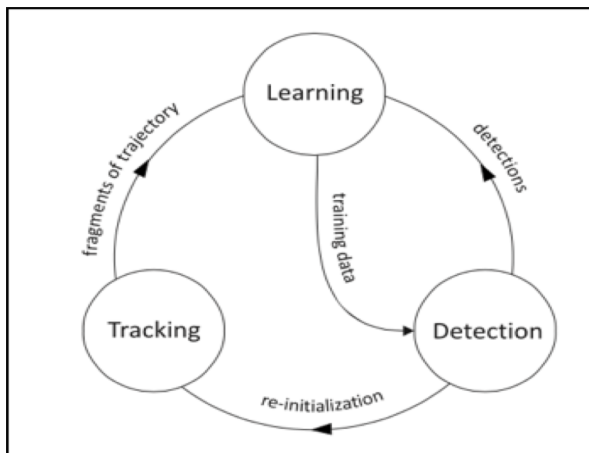 Learning
fragments of trajectory
detections
training data
Tracking
Detection
re-initialization